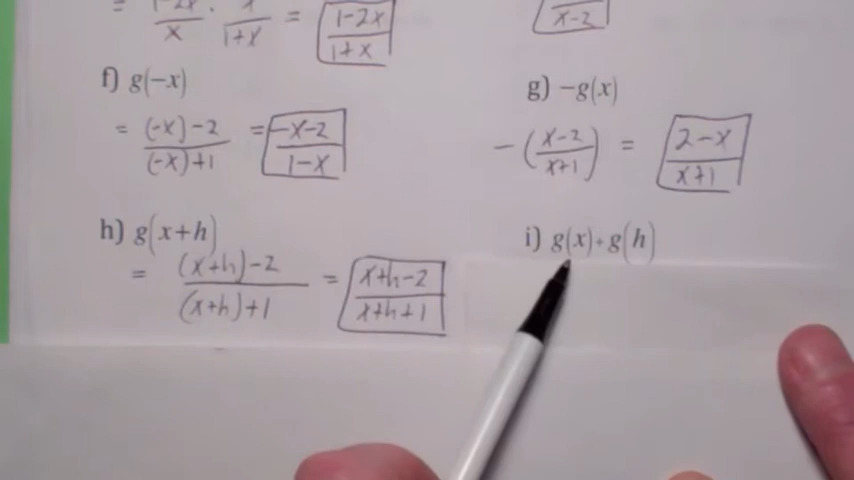 = 1-2x/x · x/1+x = 1-2x/1+x
x-2
f) g(-x)
= (-x)-2/(-x)+1 = -x-2/1-x
g) -g(x)
-(x-2/x+1) = 2-x/x+1
h) g(x+h)
= (x+h)-2/(x+h)+1 = x+h-2/x+h+1
i) g(x)+g(h)